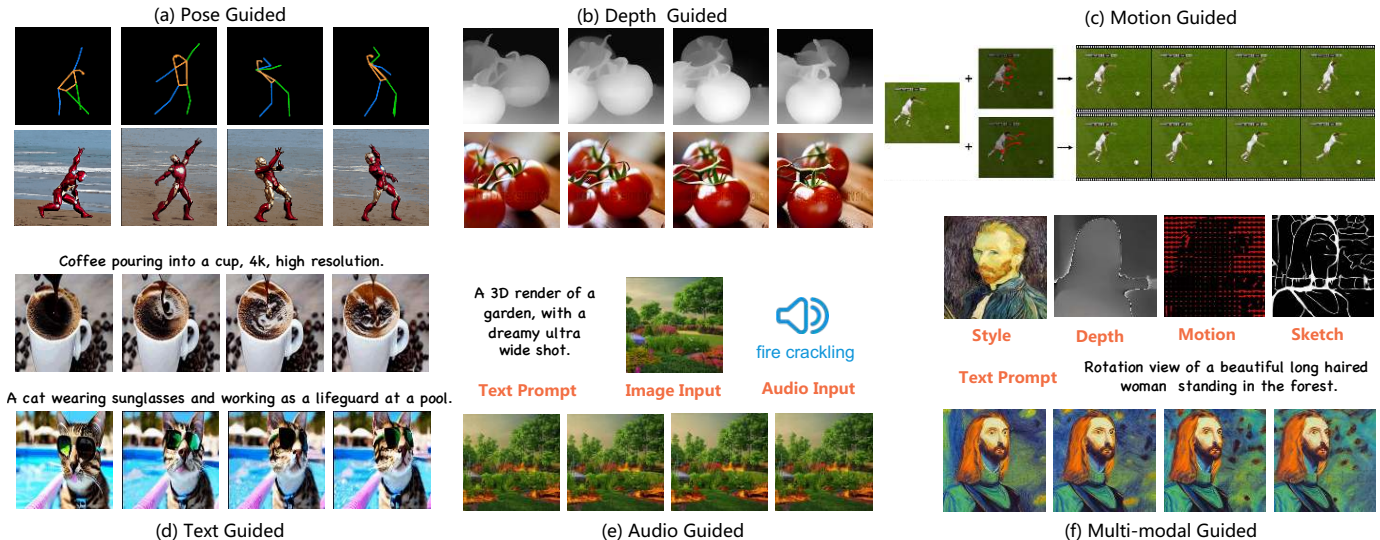 (a) Pose Guided
(b) Depth Guided
(c) Motion Guided
+
+
Coffee pouring into a cup, 4k, high resolution.
A cat wearing sunglasses and working as a lifeguard at a pool.
(d) Text Guided
A 3D render of a
garden, with a
dreamy ultra
wide shot.
fire crackling
Text Prompt
Image Input
Audio Input
(e) Audio Guided
Style
Depth
Motion
Sketch
Text Prompt
Rotation view of a beautiful long haired
woman standing in the forest.
(f) Multi-modal Guided